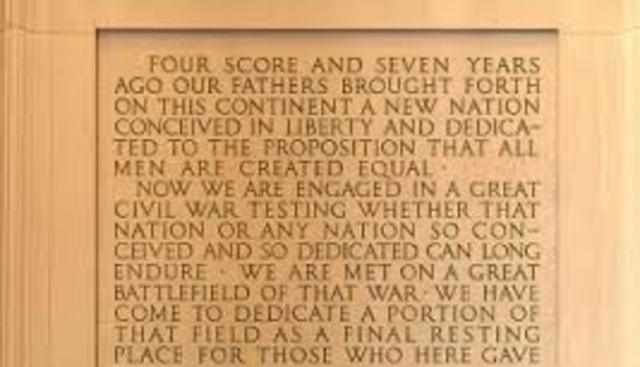 FOUR SCORE AND SEVEN YEARS
AGO OUR FATHERS BROUGHT FORTH
ON THIS CONTINENT A NEW NATION
CONCEIVED IN LIBERTY AND DEDICA-
TED TO THE PROPOSITION THAT ALL
MEN ARE CREATED EQUAL ·
NOW WE ARE ENGAGED IN A GREAT
CIVIL WAR TESTING WHETHER THAT
NATION OR ANY NATION SO CON-
CEIVED AND SO DEDICATED CAN LONG
ENDURE · WE ARE MET ON A GREAT
BATTLEFIELD OF THAT WAR · WE HAVE
COME TO DEDICATE A PORTION OF
THAT FIELD AS A FINAL RESTING
PLACE FOR THOSE WHO HERE GAVE